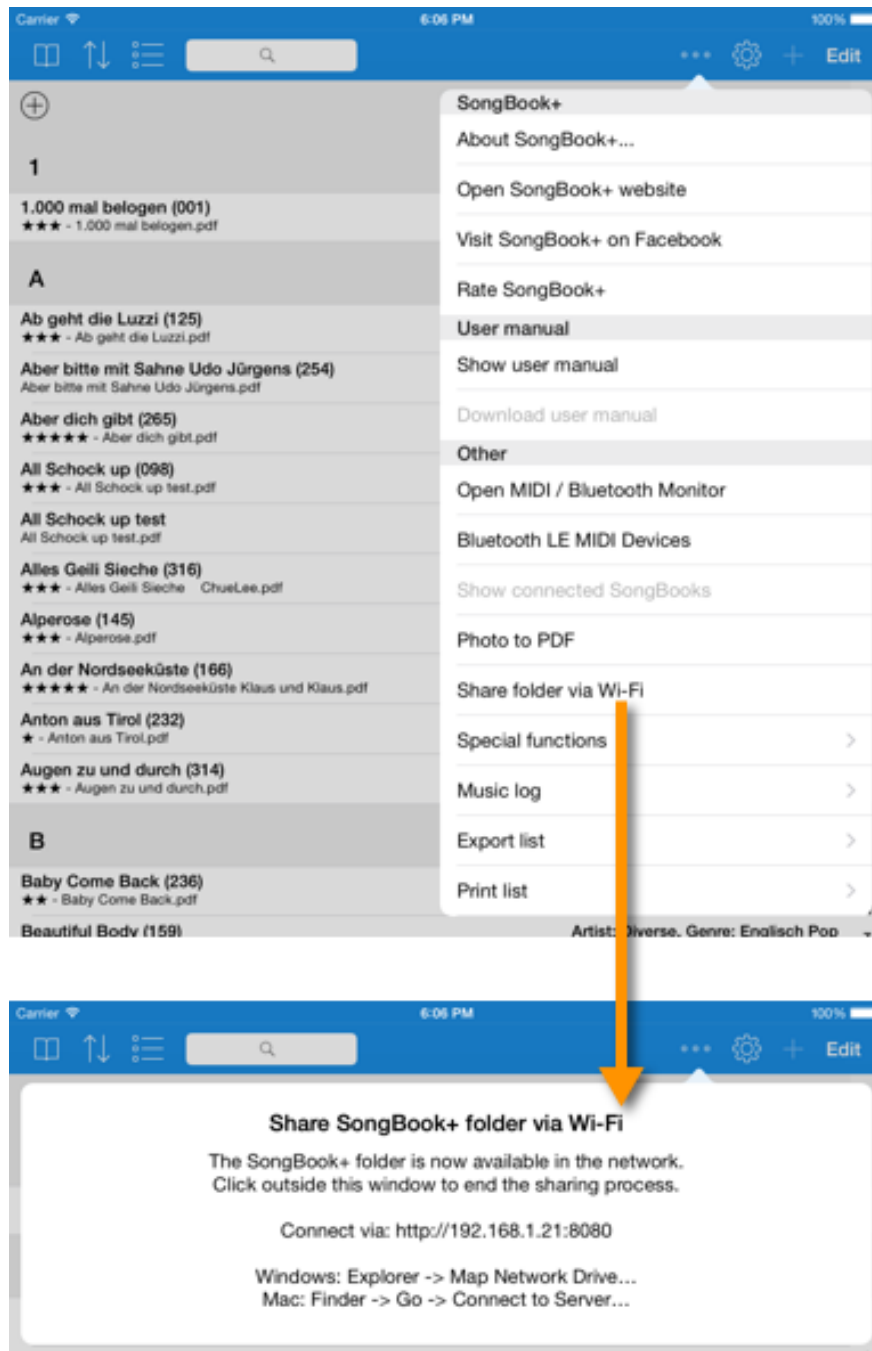 Carrier
6:06 PM
100%
Edit
1
1.000 mal belogen (001)
★★★ - 1.000 mal belogen.pdf
A
Ab geht die Luzzi (125)
★★★ - Ab geht die Luzzi.pdf
Aber bitte mit Sahne Udo Jürgens (254)
Aber bitte mit Sahne Udo Jürgens.pdf
Aber dich gibt (265)
★★★★★ - Aber dich gibt.pdf
All Schock up (098)
★★★ - All Schock up test.pdf
All Schock up test
All Schock up test.pdf
Alles Geili Sieche (316)
★★★ - Alles Geili Sieche ChueLee.pdf
Alperose (145)
★★★ - Alperose.pdf
An der Nordseeküste (166)
★★★★★ - An der Nordseeküste Klaus und Klaus.pdf
Anton aus Tirol (232)
★ - Anton aus Tirol.pdf
Augen zu und durch (314)
★★★ - Augen zu und durch.pdf
B
Baby Come Back (236)
★★ - Baby Come Back.pdf
Beautiful Body (159)
Artist: Diverse, Genre: Englisch Pop
SongBook+
About SongBook+...
Open SongBook+ website
Visit SongBook+ on Facebook
Rate SongBook+
User manual
Show user manual
Download user manual
Other
Open MIDI / Bluetooth Monitor
Bluetooth LE MIDI Devices
Show connected SongBooks
Photo to PDF
Share folder via Wi-Fi
Special functions
Music log
Export list
Print list
Carrier
6:06 PM
100%
Edit
Share SongBook+ folder via Wi-Fi
The SongBook+ folder is now available in the network.
Click outside this window to end the sharing process.
Connect via: http://192.168.1.21:8080
Windows: Explorer -> Map Network Drive...
Mac: Finder -> Go -> Connect to Server...